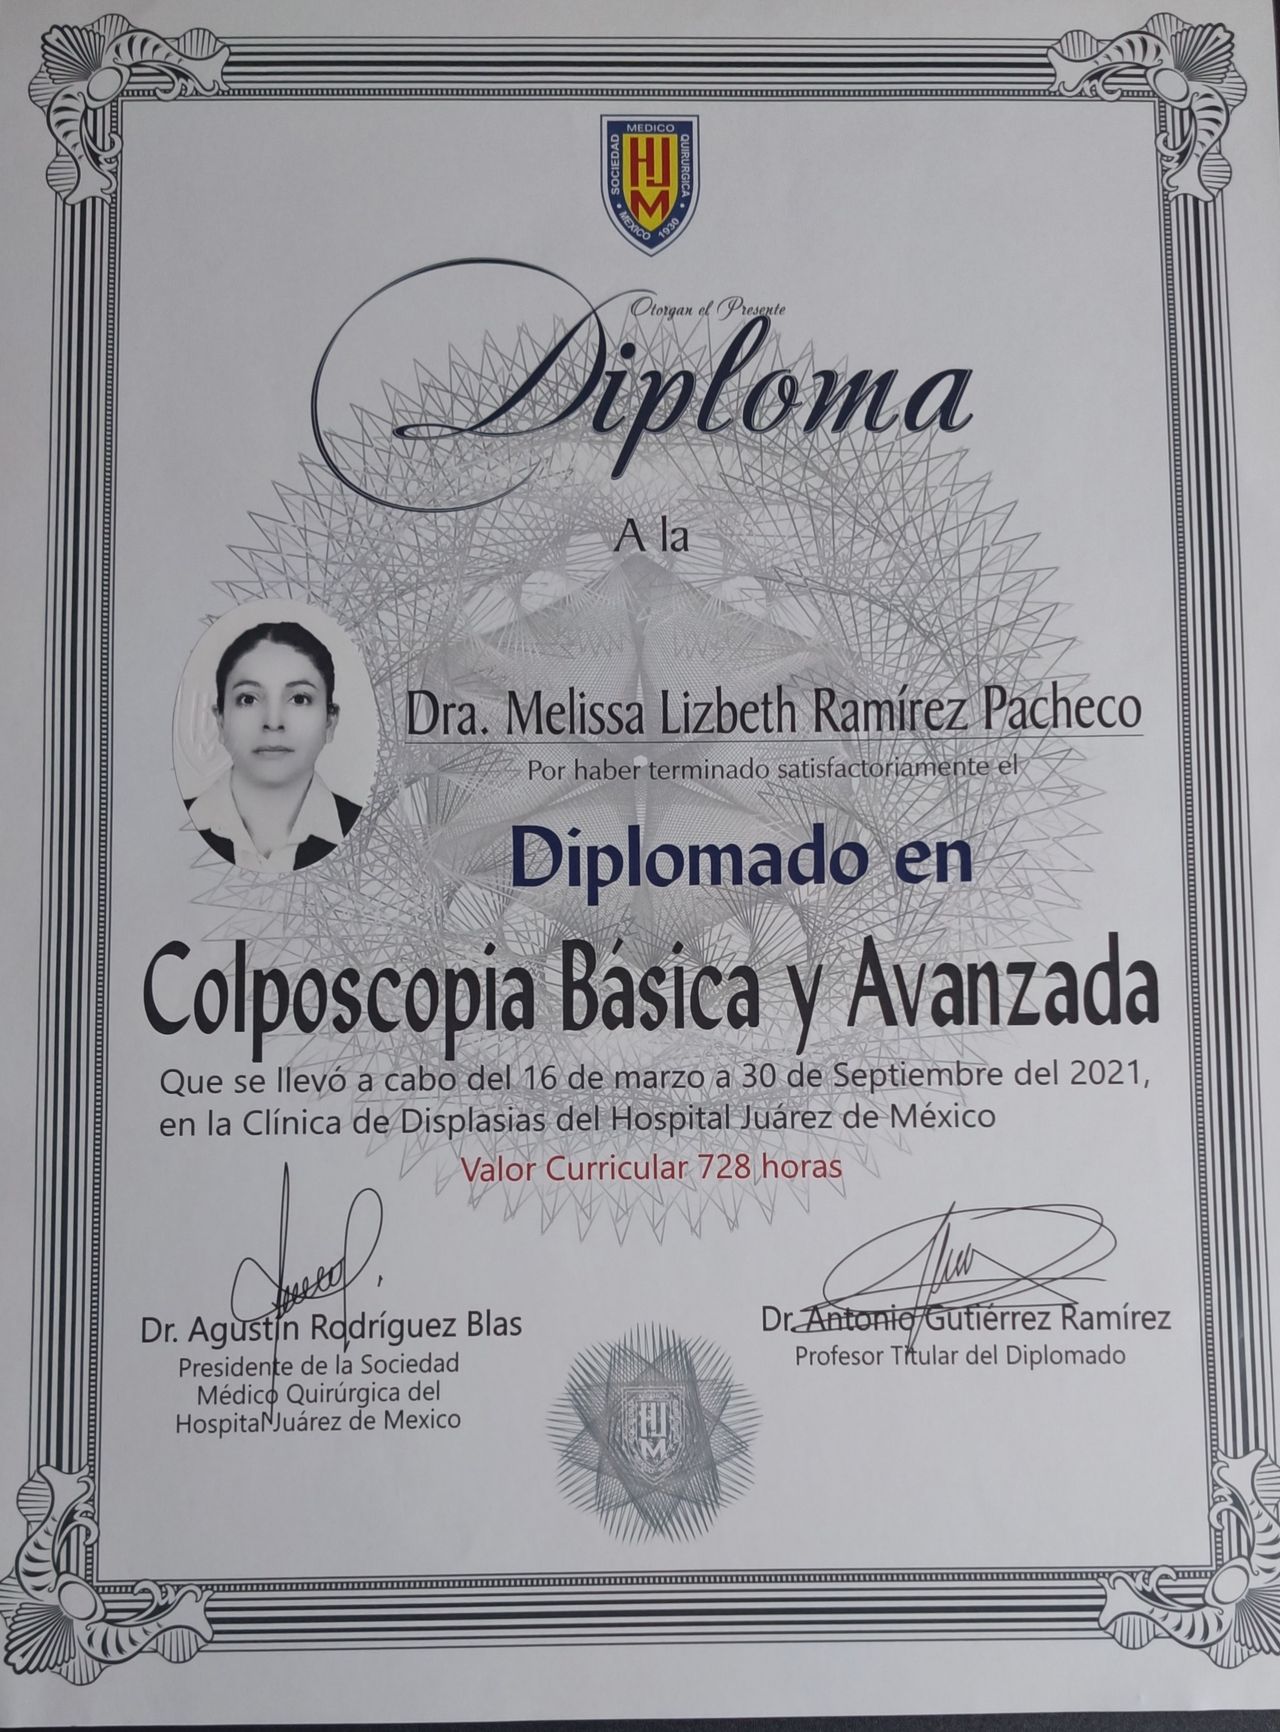 MEDICO
SOCIEDAD
QUIRURGICA
HJM
MEXICO 1930
Otorgan el Presente
Diploma
A la
Dra. Melissa Lizbeth Ramírez Pacheco
Por haber terminado satisfactoriamente el
Diplomado en
Colposcopia Básica y Avanzada
Que se llevó a cabo del 16 de marzo a 30 de Septiembre del 2021,
en la Clínica de Displasias del Hospital Juárez de México
Valor Curricular 728 horas
Dr. Agustín Rodríguez Blas
Presidente de la Sociedad
Médico Quirúrgica del
Hospital Juárez de Mexico
Dr. Antonio Gutiérrez Ramírez
Profesor Titular del Diplomado
HJM